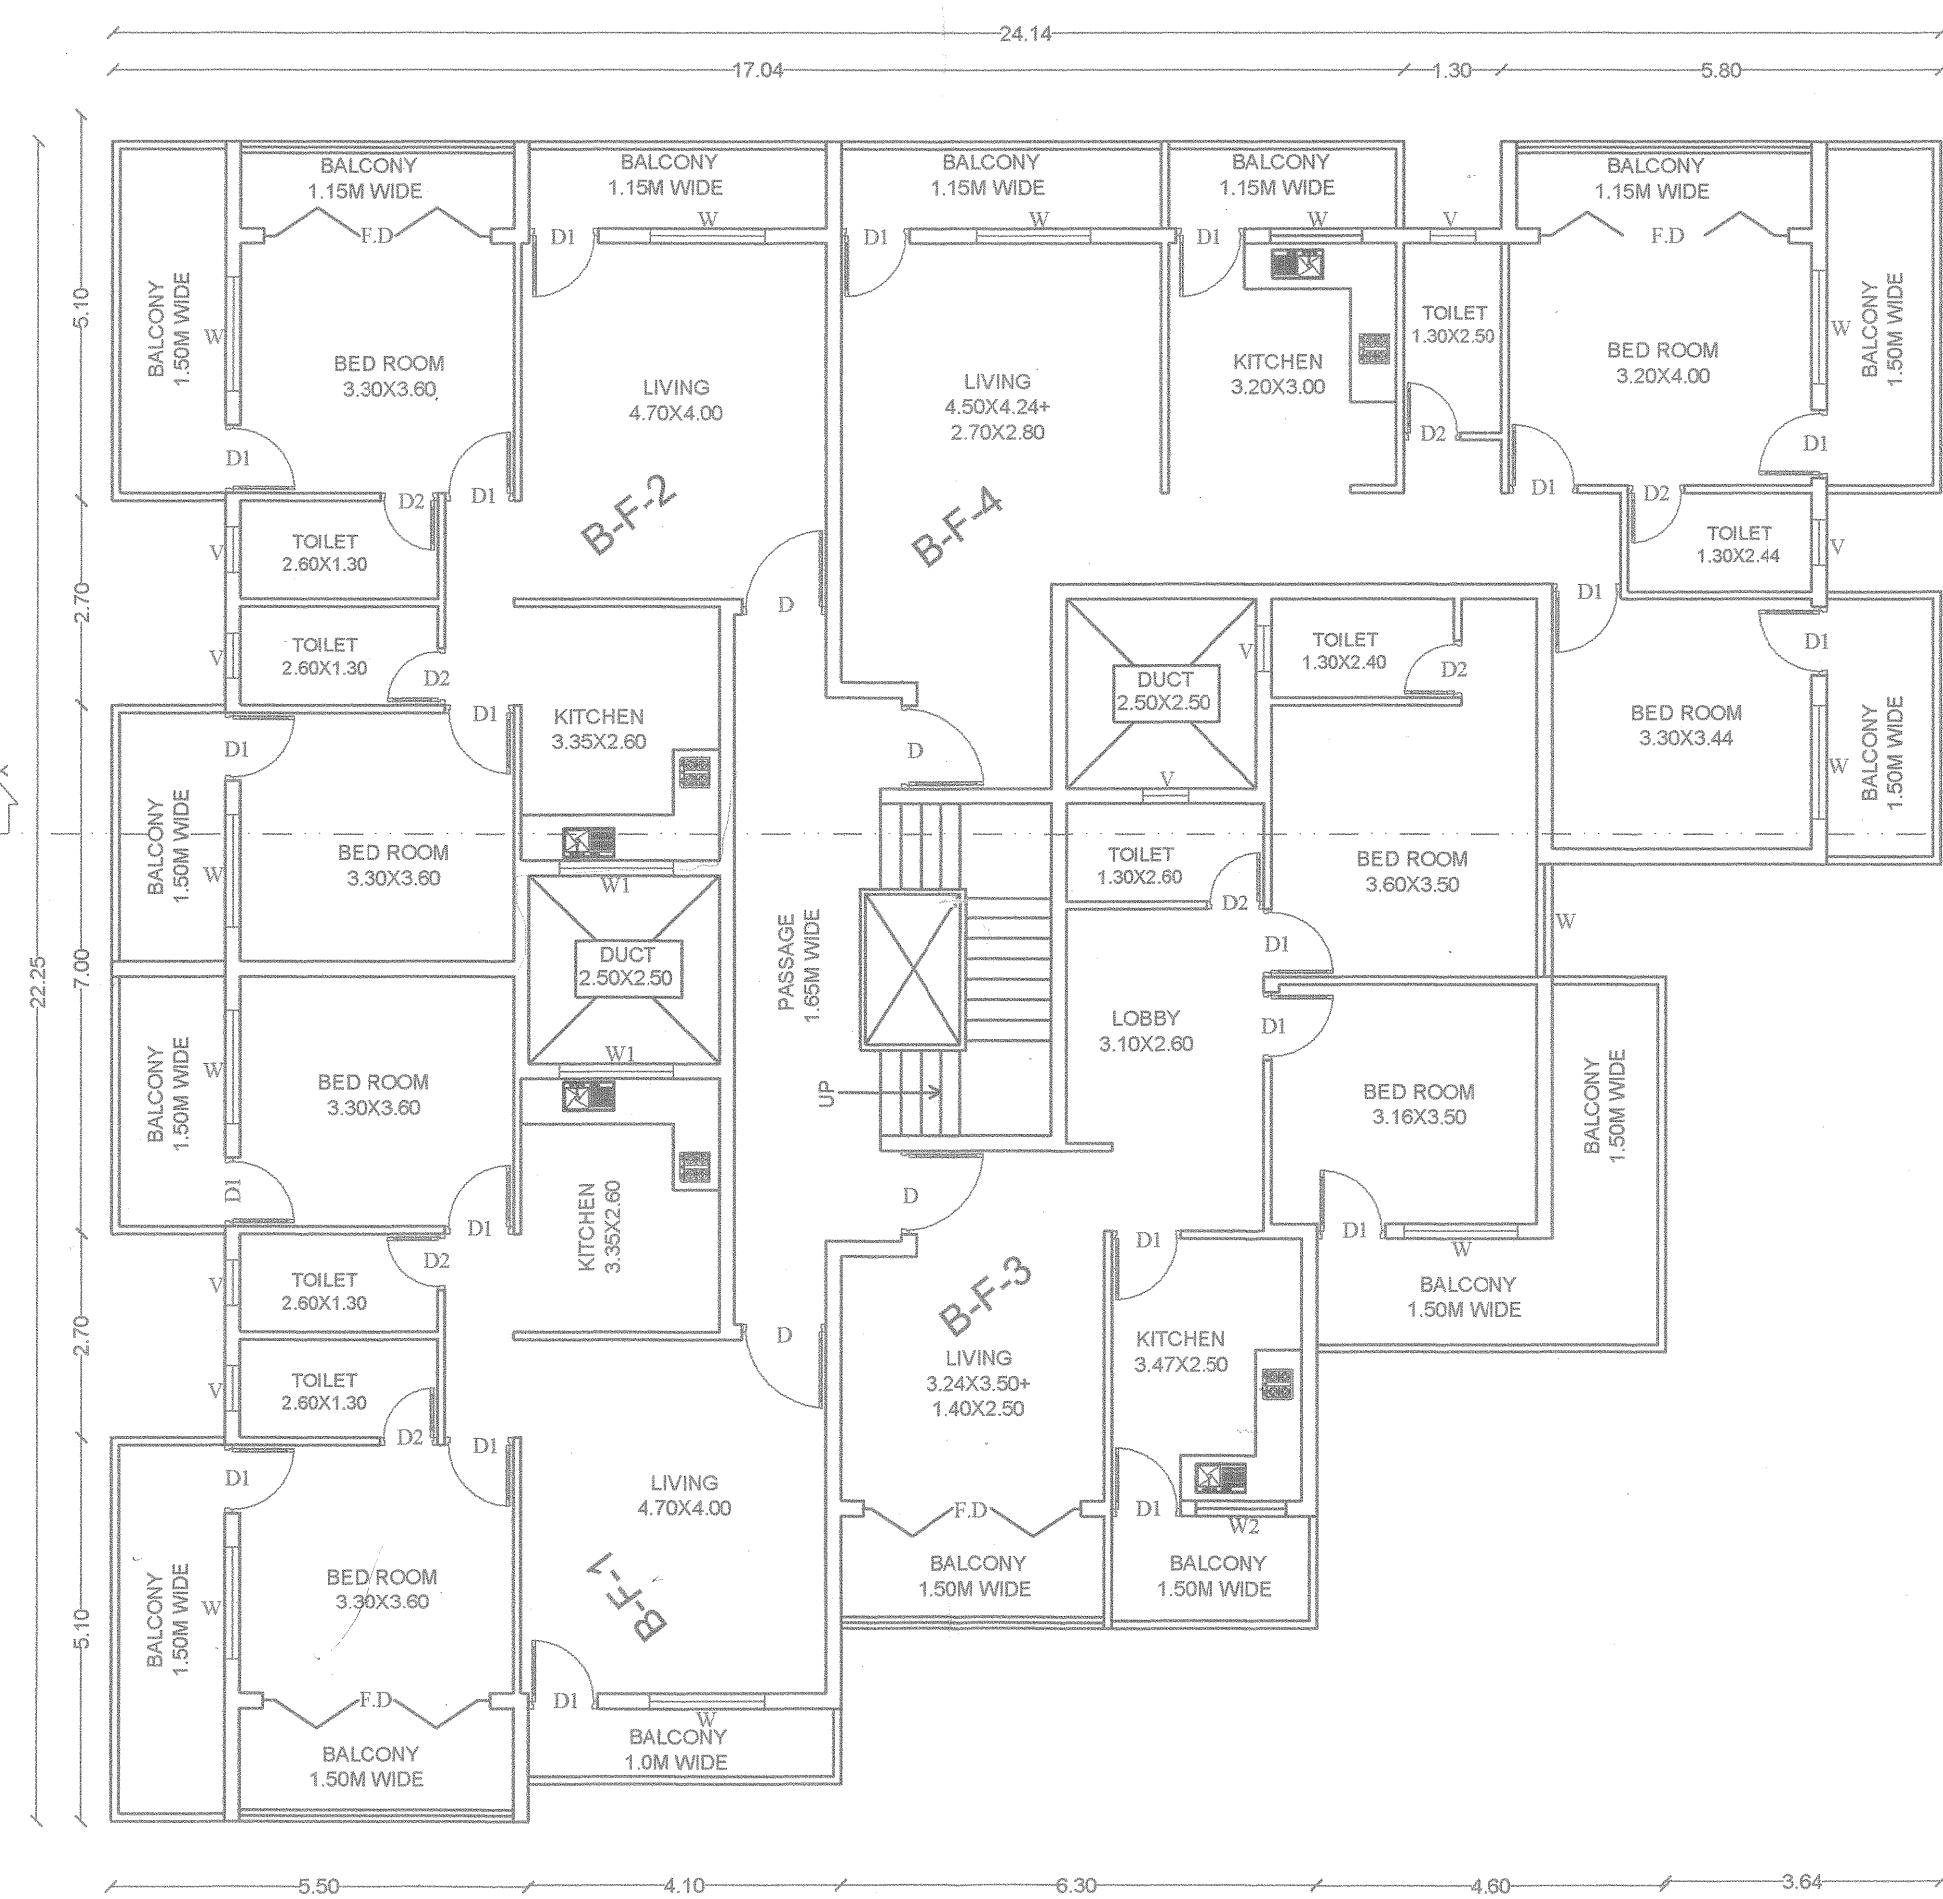 24.14
17.04
1.30
5.80
BALCONY
1.15M WIDE
BALCONY
1.15M WIDE
BALCONY
1.15M WIDE
BALCONY
1.15M WIDE
BALCONY
1.15M WIDE
F.D
D1
W
D1
W
D1
W
V
F.D
5.10
BALCONY
1.50M WIDE
W
BED ROOM
3.30X3.60
LIVING
4.70X4.00
LIVING
4.50X4.24+
2.70X2.80
KITCHEN
3.20X3.00
TOILET
1.30X2.50
BED ROOM
3.20X4.00
W
BALCONY
1.50M WIDE
D1
D2
D1
D2
D1
D1
D2
B-F-2
B-F-4
V
TOILET
2.60X1.30
TOILET
1.30X2.44
V
2.70
D
D1
V
TOILET
2.60X1.30
D2
V
TOILET
1.30X2.40
D2
D1
DUCT
2.50X2.50
D1
D1
KITCHEN
3.35X2.60
D
V
BED ROOM
3.30X3.44
W
BALCONY
1.50M WIDE
BALCONY
1.50M WIDE
W
BED ROOM
3.30X3.60
W1
TOILET
1.30X2.60
D2
BED ROOM
3.60X3.50
W
22.25
7.00
DUCT
2.50X2.50
PASSAGE
1.65M WIDE
D1
W1
LOBBY
3.10X2.60
D1
BALCONY
1.50M WIDE
W
BED ROOM
3.30X3.60
UP
BED ROOM
3.16X3.50
BALCONY
1.50M WIDE
D1
D1
KITCHEN
3.35X2.60
D
D1
D1
W
D2
V
TOILET
2.60X1.30
B-F-3
BALCONY
1.50M WIDE
2.70
D
LIVING
3.24X3.50+
1.40X2.50
KITCHEN
3.47X2.50
V
TOILET
2.60X1.30
D2
D1
D1
LIVING
4.70X4.00
F.D
D1
W2
BALCONY
1.50M WIDE
W
BED ROOM
3.30X3.60
BALCONY
1.50M WIDE
BALCONY
1.50M WIDE
B-F-1
5.10
F.D
D1
W
BALCONY
1.50M WIDE
BALCONY
1.0M WIDE
5.50
4.10
6.30
4.60
3.64